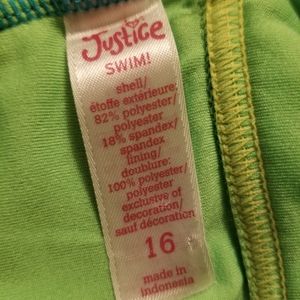 Justice
SWIM!
shell/
étoffe extérieure:
82% polyester/
polyester
18% spandex/
spandex
lining/
doublure:
100% polyester/
polyester
exclusive of
decoration/
sauf décoration
16
made in
indonesia